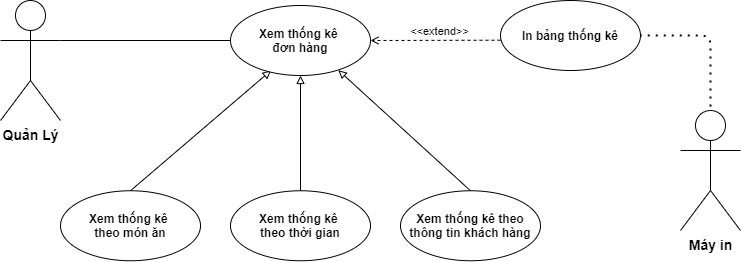 Xem thống kê
đơn hàng
<<extend>>
In bảng thống kê
Quản Lý
Xem thống kê
theo món ăn
Xem thống kê
theo thời gian
Xem thống kê theo
thông tin khách hàng
Máy in